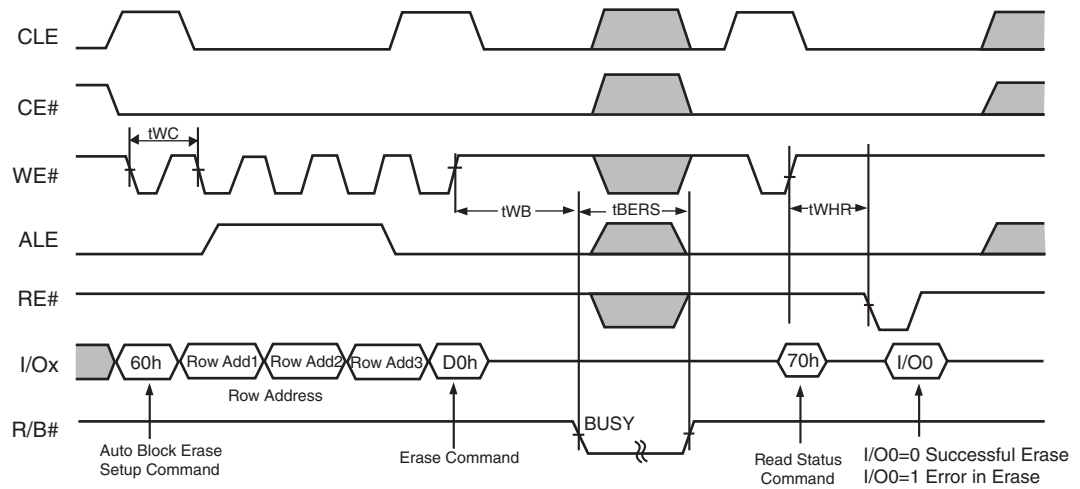 CLE
CE#
tWC
WE#
tWB
tBERS
tWHR
ALE
RE#
I/Ox
60h
Row Add1
Row Add2
Row Add3
D0h
70h
I/O0
Row Address
R/B#
BUSY
Auto Block Erase
Setup Command
Erase Command
Read Status
Command
I/O0=0 Successful Erase
I/O0=1 Error in Erase